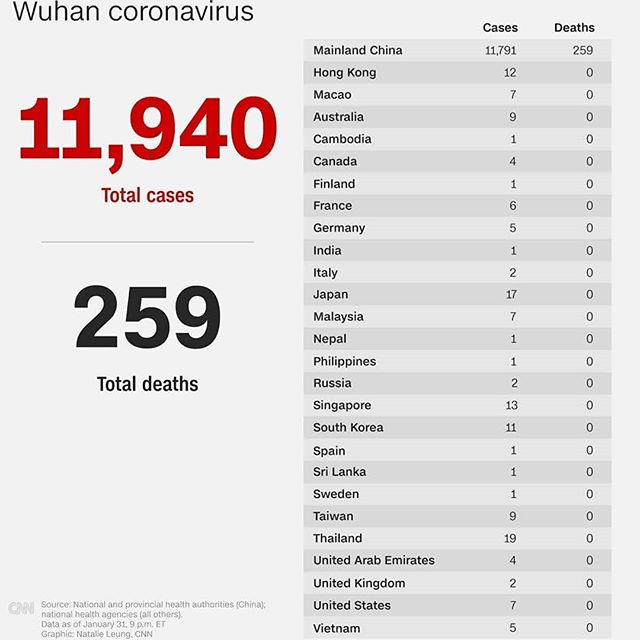 Wuhan coronavirus
11,940
Total cases
259
Total deaths
Cases Deaths
Mainland China 11,791 259
Hong Kong 12 0
Macao 7 0
Australia 9 0
Cambodia 1 0
Canada 4 0
Finland 1 0
France 6 0
Germany 5 0
India 1 0
Italy 2 0
Japan 17 0
Malaysia 7 0
Nepal 1 0
Philippines 1 0
Russia 2 0
Singapore 13 0
South Korea 11 0
Spain 1 0
Sri Lanka 1 0
Sweden 1 0
Taiwan 9 0
Thailand 19 0
United Arab Emirates 4 0
United Kingdom 2 0
United States 7 0
Vietnam 5 0
CNN
Source: National and provincial health authorities (China);
national health agencies (all others).
Data as of January 31, 9 p.m. ET
Graphic: Natalie Leung, CNN